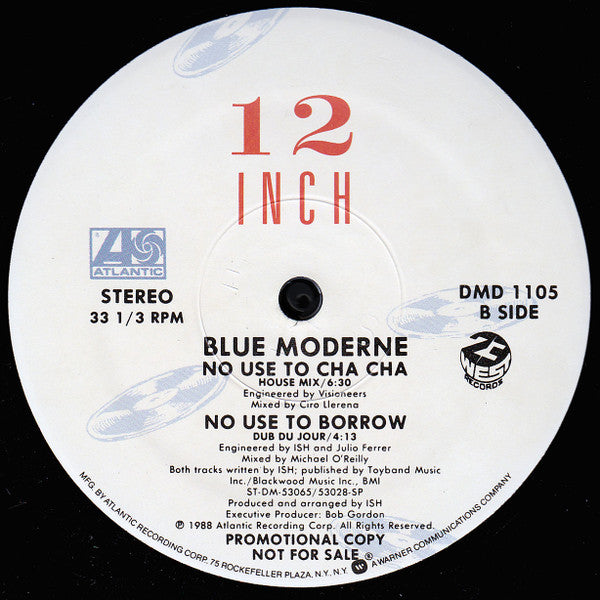 12
INCH
ATLANTIC
STEREO
33 1/3 RPM
DMD 1105
B SIDE
23
WEST
RECORDS
BLUE MODERNE
NO USE TO CHA CHA
HOUSE MIX/6:30
Engineered by Visioneers
Mixed by Ciro Llerena
NO USE TO BORROW
DUB DU JOUR/4:13
Engineered by ISH and Julio Ferrer
Mixed by Michael O'Reilly
Both tracks written by ISH; published by Toyband Music
Inc./Blackwood Music Inc., BMI
ST-DM-53065/53028-SP
Produced and arranged by ISH
Executive Producer: Bob Gordon
℗ 1988 Atlantic Recording Corp. All Rights Reserved.
PROMOTIONAL COPY
NOT FOR SALE
MFG. BY ATLANTIC RECORDING CORP. 75 ROCKEFELLER PLAZA, N.Y. N.Y. ® A WARNER COMMUNICATIONS COMPANY